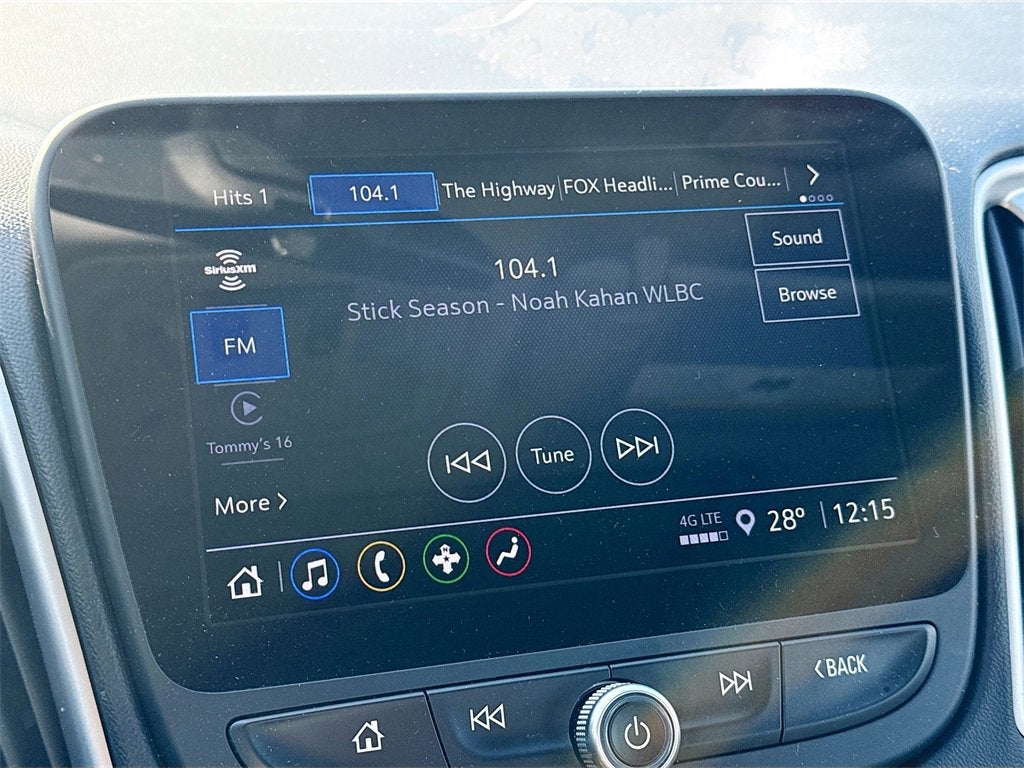 Hits 1 104.1 The Highway FOX Headli... Prime Cou...
SiriusXM
104.1
Sound
Stick Season - Noah Kahan WLBC
Browse
FM
Tommy's 16
Tune
More
4G LTE 28° 12:15
BACK